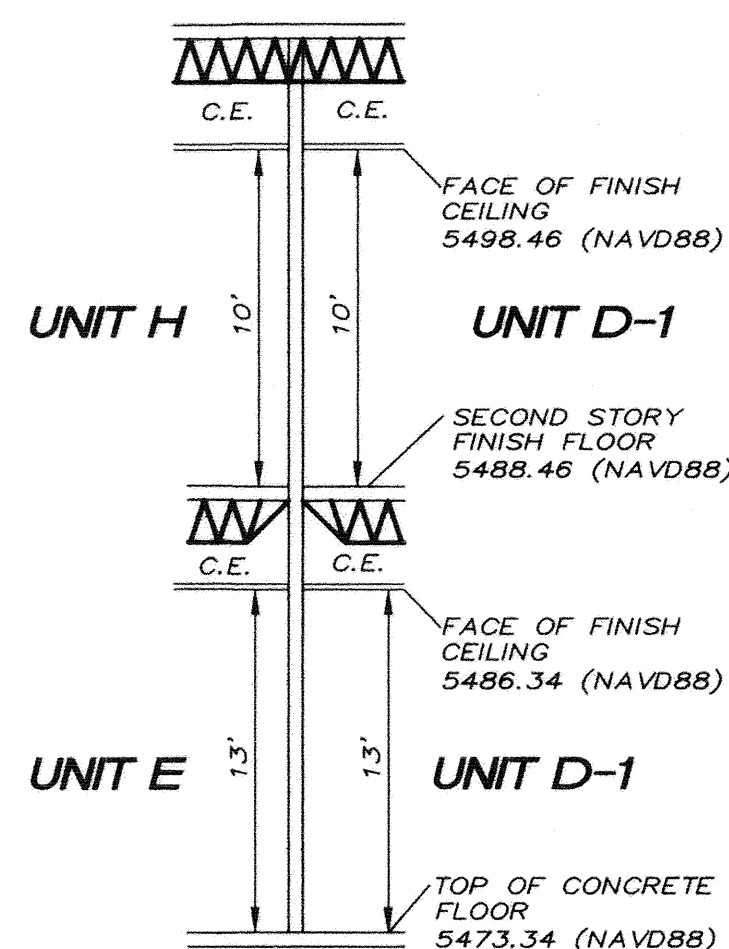 C.E.
C.E.
FACE OF FINISH
CEILING
5498.46 (NAVD88)
UNIT H
10'
10'
UNIT D-1
SECOND STORY
FINISH FLOOR
5488.46 (NAVD88)
C.E.
C.E.
FACE OF FINISH
CEILING
5486.34 (NAVD88)
UNIT E
13'
13'
UNIT D-1
TOP OF CONCRETE
FLOOR
5473.34 (NAVD88)